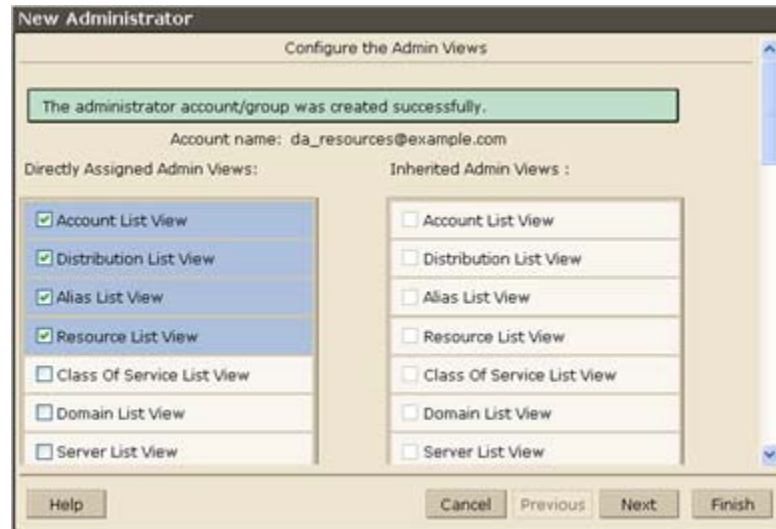 New Administrator
Configure the Admin Views
The administrator account/group was created successfully.
Account name: da_resources@example.com
Directly Assigned Admin Views:
Inherited Admin Views :
Account List View
Account List View
Distribution List View
Distribution List View
Alias List View
Alias List View
Resource List View
Resource List View
Class Of Service List View
Class Of Service List View
Domain List View
Domain List View
Server List View
Server List View
Help
Cancel
Previous
Next
Finish